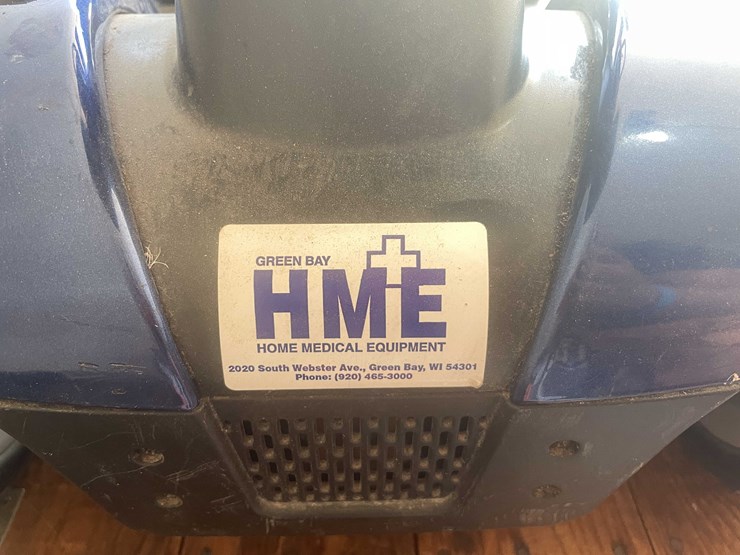 GREEN BAY
HME
HOME MEDICAL EQUIPMENT
2020 South Webster Ave., Green Bay, WI 54301
Phone: (920) 465-3000